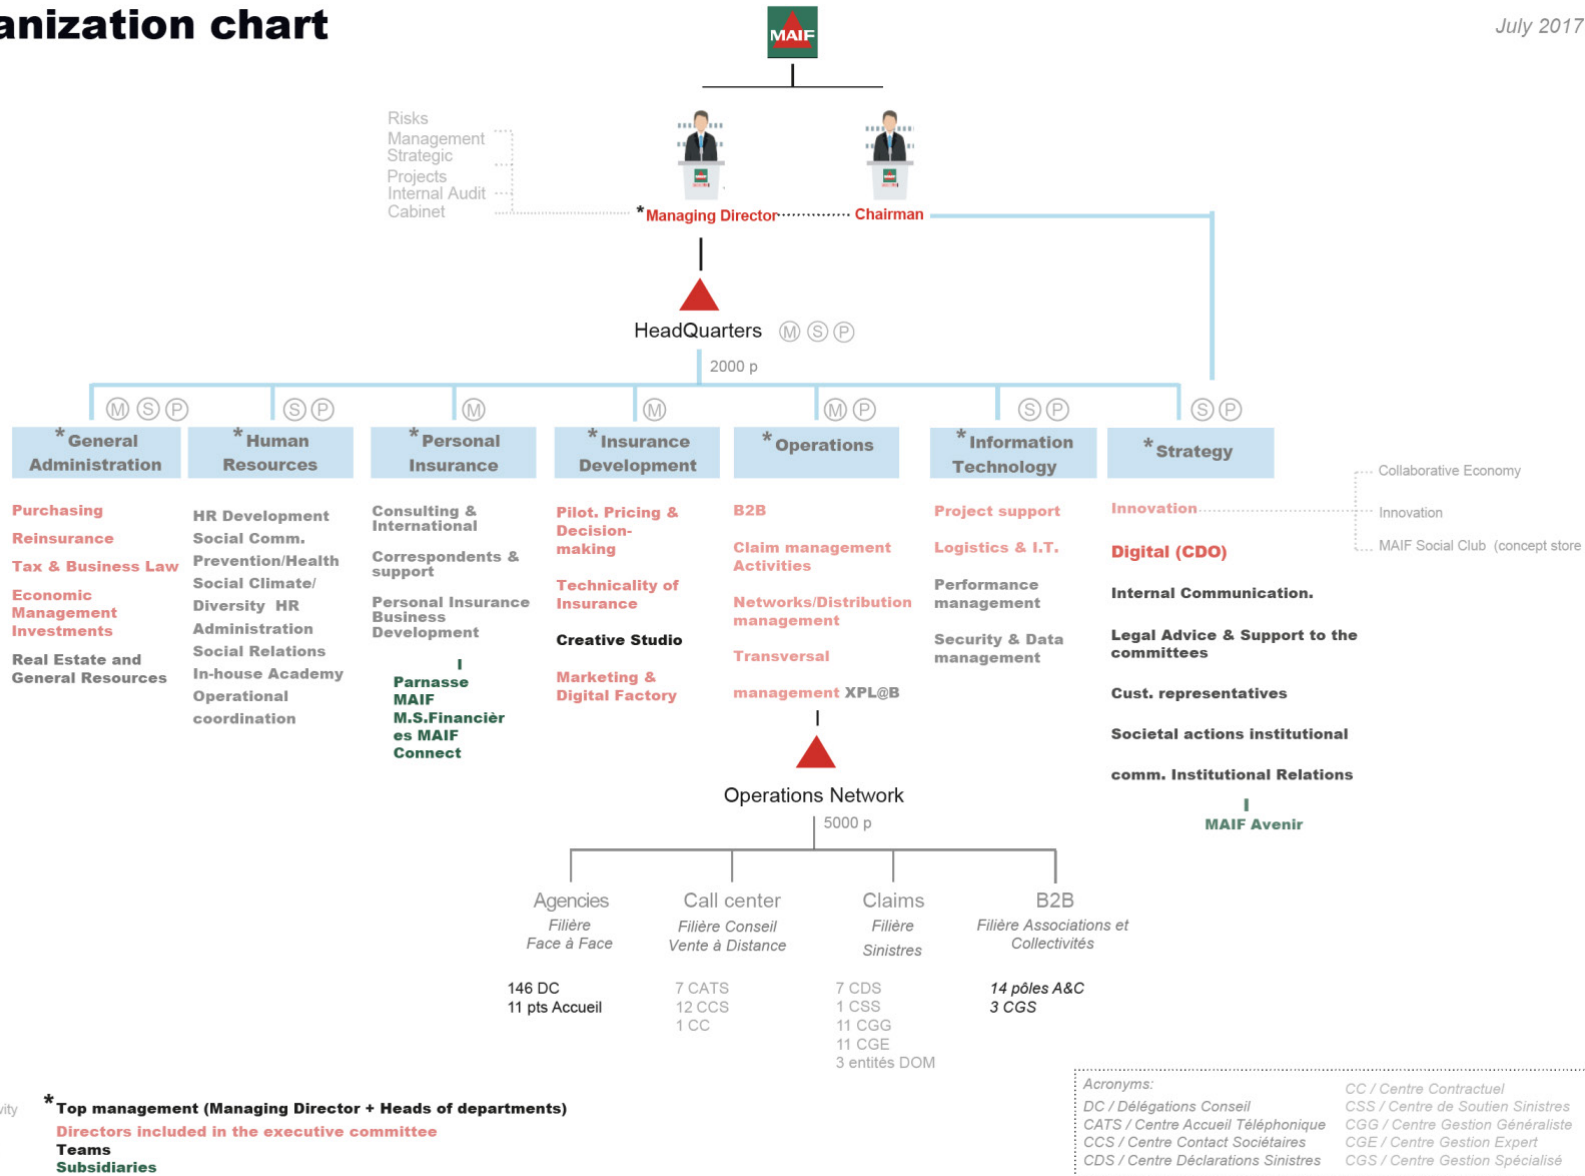 anization chart
July 2017
MAIF
Risks
Management
Strategic
Projects
Internal Audit
Cabinet
*Managing Director
Chairman
HeadQuarters M S P
2000 p
M S P
S P
M
M
M P
S P
S P
*General
Administration
*Human
Resources
*Personal
Insurance
*Insurance
Development
*Operations
*Information
Technology
*Strategy
Purchasing
Reinsurance
Tax & Business Law
Economic
Management
Investments
Real Estate and
General Resources
HR Development
Social Comm.
Prevention/Health
Social Climate/
Diversity HR
Administration
Social Relations
In-house Academy
Operational
coordination
Consulting &
International
Correspondents &
support
Personal Insurance
Business
Development
Parnasse
MAIF
M.S.Financièr
es MAIF
Connect
Pilot. Pricing &
Decision-
making
Technicality of
Insurance
Creative Studio
Marketing &
Digital Factory
B2B
Claim management
Activities
Networks/Distribution
management
Transversal
management XPL@B
Project support
Logistics & I.T.
Performance
management
Security & Data
management
Innovation
Digital (CDO)
Internal Communication.
Legal Advice & Support to the
committees
Cust. representatives
Societal actions institutional
comm. Institutional Relations
MAIF Avenir
Collaborative Economy
Innovation
MAIF Social Club (concept store
Operations Network
5000 p
Agencies
Filière
Face à Face
146 DC
11 pts Accueil
Call center
Filière Conseil
Vente à Distance
7 CATS
12 CCS
1 CC
Claims
Filière
Sinistres
7 CDS
1 CSS
11 CGG
11 CGE
3 entités DOM
B2B
Filière Associations et
Collectivités
14 pôles A&C
3 CGS
vity
*Top management (Managing Director + Heads of departments)
Directors included in the executive committee
Teams
Subsidiaries
Acronyms:
DC / Délégations Conseil
CATS / Centre Accueil Téléphonique
CCS / Centre Contact Sociétaires
CDS / Centre Déclarations Sinistres
CC / Centre Contractuel
CSS / Centre de Soutien Sinistres
CGG / Centre Gestion Généraliste
CGE / Centre Gestion Expert
CGS / Centre Gestion Spécialisé